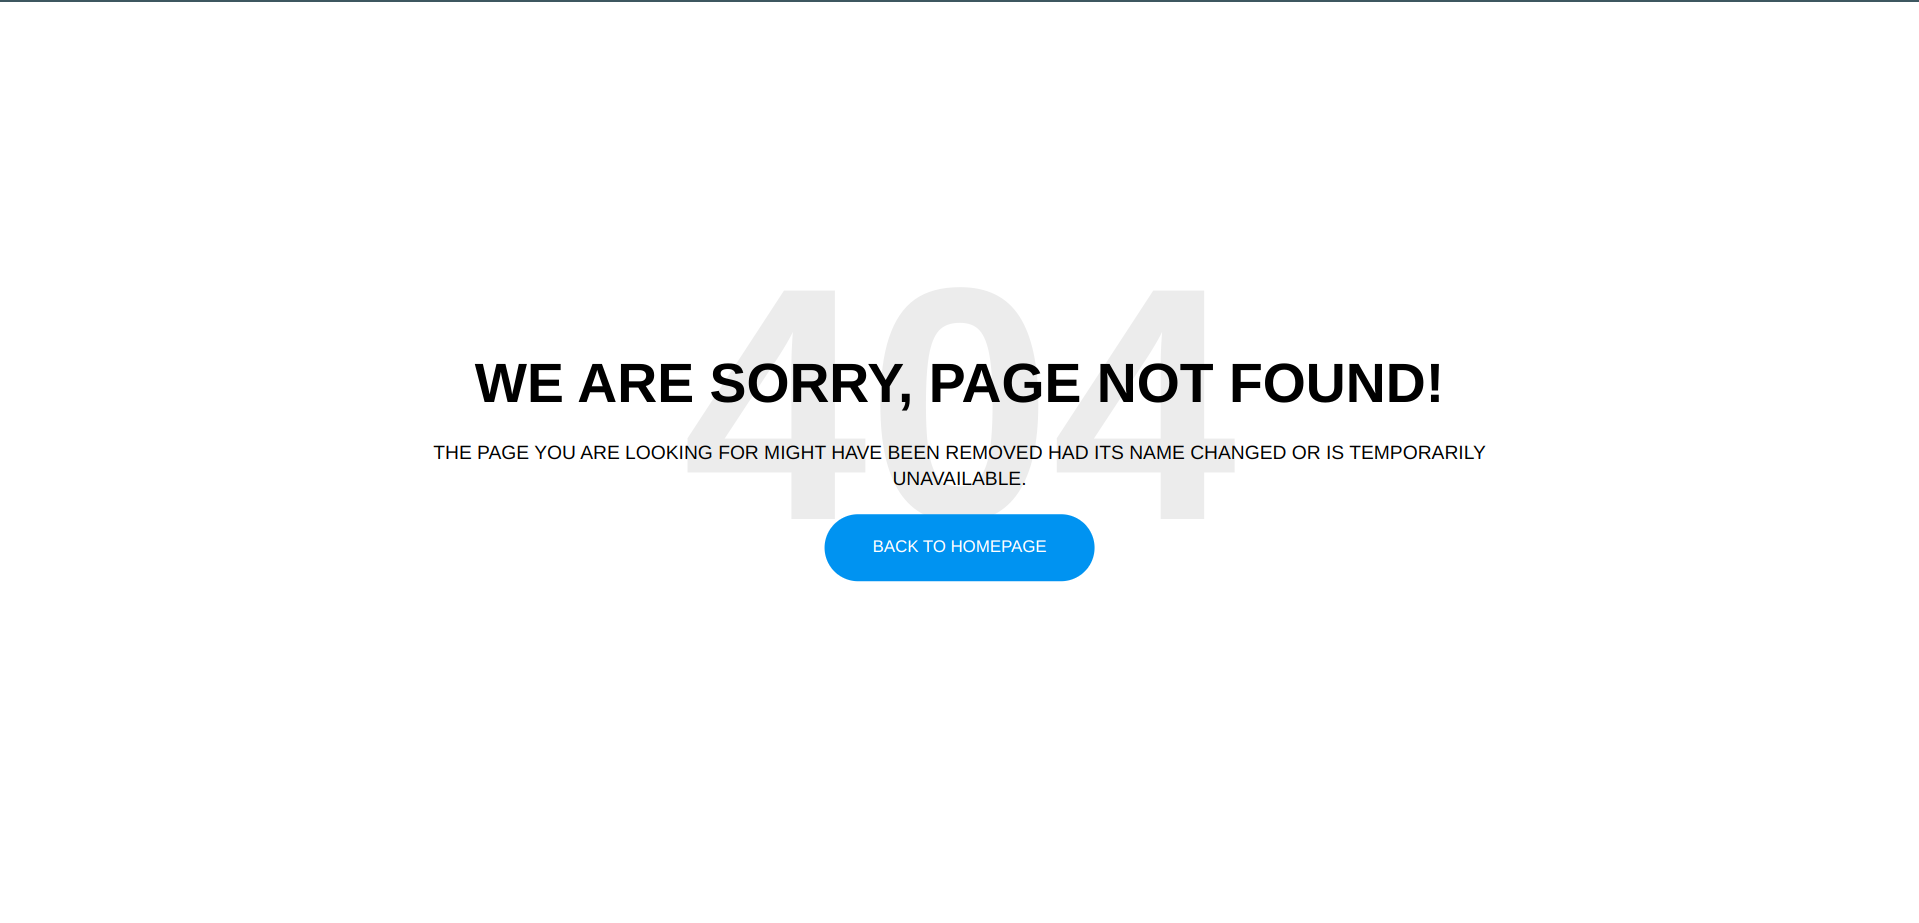 404
WE ARE SORRY, PAGE NOT FOUND!
THE PAGE YOU ARE LOOKING FOR MIGHT HAVE BEEN REMOVED HAD ITS NAME CHANGED OR IS TEMPORARILY
UNAVAILABLE.
BACK TO HOMEPAGE